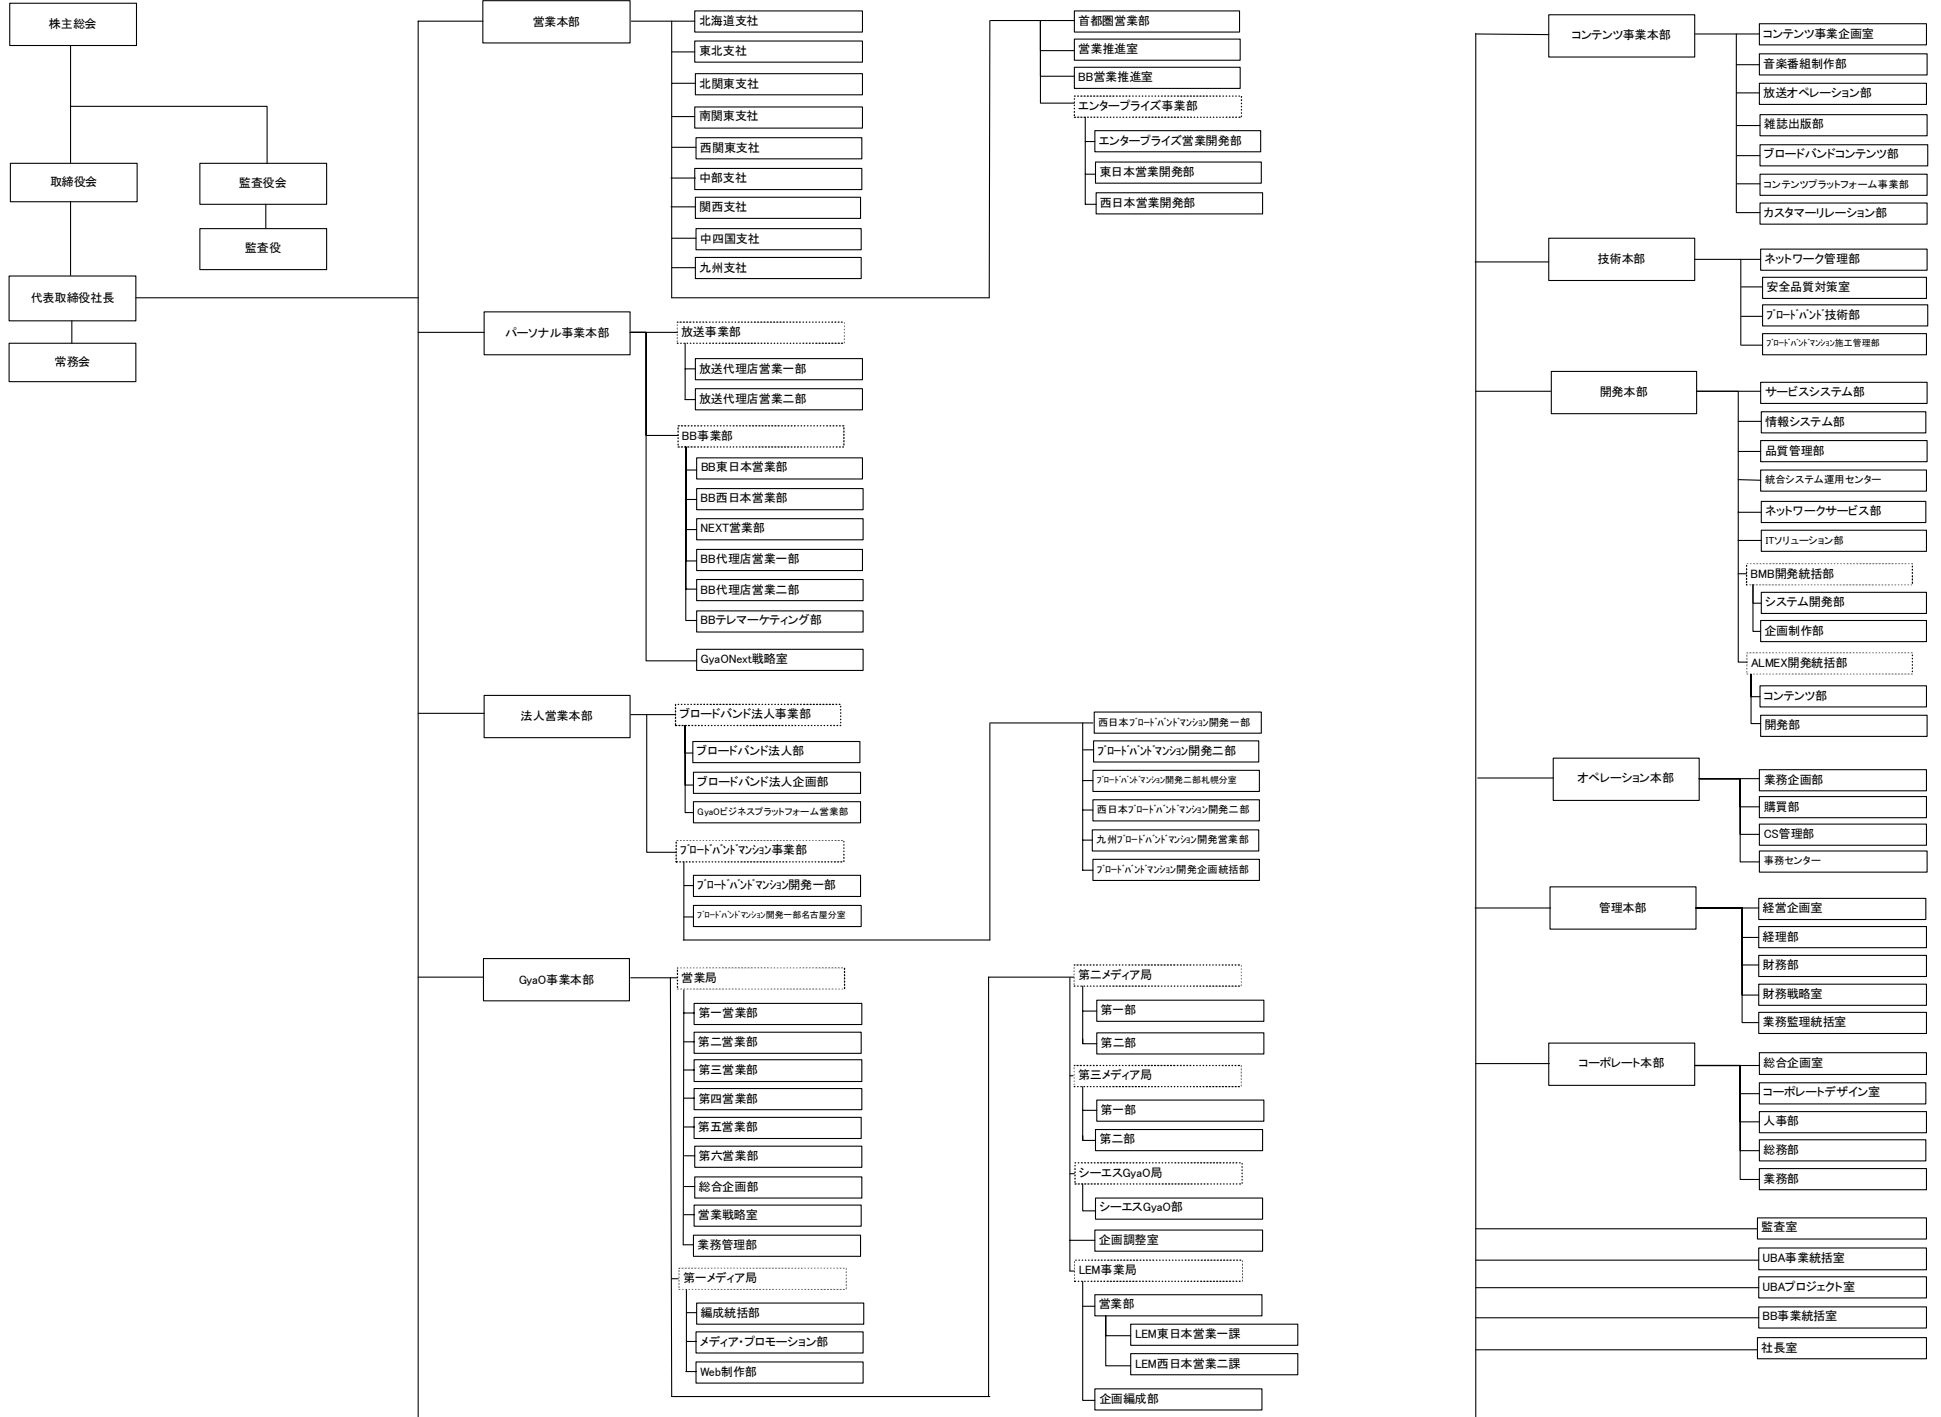 株主総会
取締役会
監査役会
監査役
代表取締役社長
常務会
営業本部
北海道支社
東北支社
北関東支社
南関東支社
西関東支社
中部支社
関西支社
中四国支社
九州支社
首都圏営業部
営業推進室
BB営業推進室
エンタープライズ事業部
エンタープライズ営業開発部
東日本営業開発部
西日本営業開発部
パーソナル事業本部
放送事業部
放送代理店営業一部
放送代理店営業二部
BB事業部
BB東日本営業部
BB西日本営業部
NEXT営業部
BB代理店営業一部
BB代理店営業二部
BBテレマーケティング部
GyaONext戦略室
法人営業本部
ブロードバンド法人事業部
ブロードバンド法人部
ブロードバンド法人企画部
GyaOビジネスプラットフォーム営業部
ブロードバンドマンション事業部
ブロードバンドマンション開発一部
ブロードバンドマンション開発一部名古屋分室
西日本ブロードバンドマンション開発一部
ブロードバンドマンション開発二部
ブロードバンドマンション開発二部札幌分室
西日本ブロードバンドマンション開発二部
九州ブロードバンドマンション開発営業部
ブロードバンドマンション開発企画統括部
GyaO事業本部
営業局
第一営業部
第二営業部
第三営業部
第四営業部
第五営業部
第六営業部
総合企画部
営業戦略室
業務管理部
第一メディア局
編成統括部
メディア・プロモーション部
Web制作部
第二メディア局
第一部
第二部
第三メディア局
第一部
第二部
シーエスGyaO局
シーエスGyaO部
企画調整室
LEM事業局
営業部
LEM東日本営業一課
LEM西日本営業二課
企画編成部
コンテンツ事業本部
コンテンツ事業企画室
音楽番組制作部
放送オペレーション部
雑誌出版部
ブロードバンドコンテンツ部
コンテンツプラットフォーム事業部
カスタマーリレーション部
技術本部
ネットワーク管理部
安全品質対策室
ブロードバンド技術部
ブロードバンドマンション施工管理部
開発本部
サービスシステム部
情報システム部
品質管理部
統合システム運用センター
ネットワークサービス部
ITソリューション部
BMB開発統括部
システム開発部
企画制作部
ALMEX開発統括部
コンテンツ部
開発部
オペレーション本部
業務企画部
購買部
CS管理部
事務センター
管理本部
経営企画室
経理部
財務部
財務戦略室
業務監理統括室
コーポレート本部
総合企画室
コーポレートデザイン室
人事部
総務部
業務部
監査室
UBA事業統括室
UBAプロジェクト室
BB事業統括室
社長室